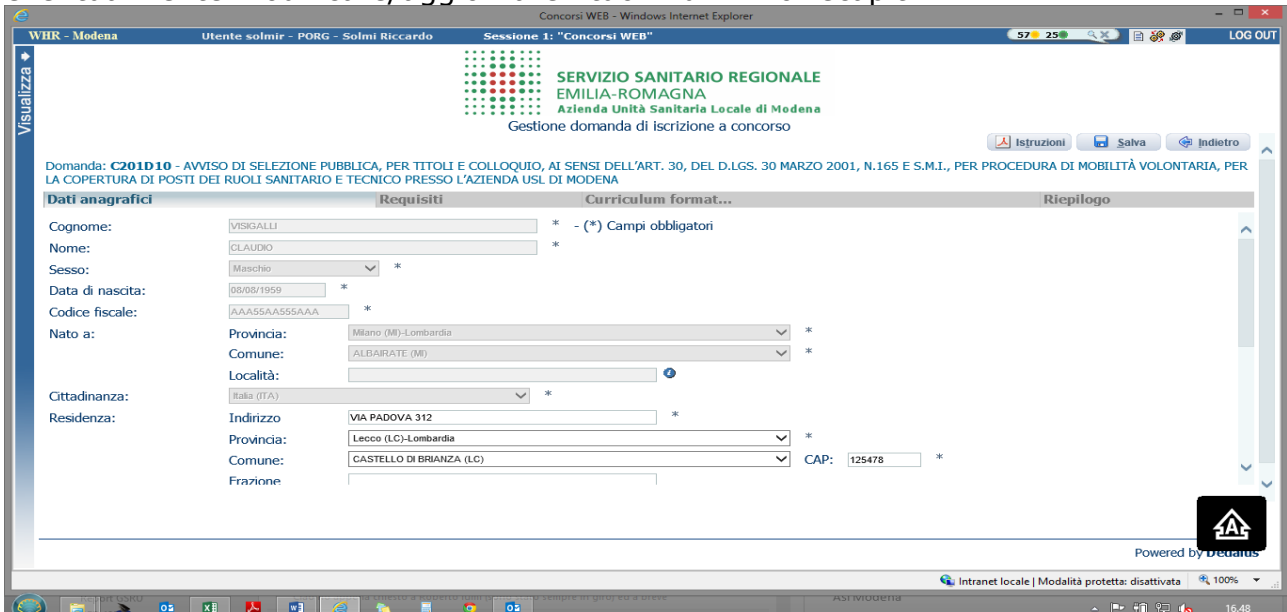 Concorsi WEB - Windows Internet Explorer
WHR - Modena Utente solmir - PORG - Solmi Riccardo Sessione 1: "Concorsi WEB" 57 25 LOG OUT
Visualizza
SERVIZIO SANITARIO REGIONALE
EMILIA-ROMAGNA
Azienda Unità Sanitaria Locale di Modena
Gestione domanda di iscrizione a concorso
Istruzioni Salva Indietro
Domanda: C201D10 - AVVISO DI SELEZIONE PUBBLICA, PER TITOLI E COLLOQUIO, AI SENSI DELL'ART. 30, DEL D.LGS. 30 MARZO 2001, N.165 E S.M.I., PER PROCEDURA DI MOBILITÀ VOLONTARIA, PER
LA COPERTURA DI POSTI DEI RUOLI SANITARIO E TECNICO PRESSO L'AZIENDA USL DI MODENA
Dati anagrafici Requisiti Curriculum format... Riepilogo
Cognome: VISIGALLI * - (*) Campi obbligatori
Nome: CLAUDIO *
Sesso: Maschio *
Data di nascita: 08/08/1959 *
Codice fiscale: AAA55AA555AAA *
Nato a: Provincia: Milano (MI)-Lombardia *
Comune: ALBAIRATE (MI) *
Località:
Cittadinanza: Italia (ITA) *
Residenza: Indirizzo VIA PADOVA 312 *
Provincia: Lecco (LC)-Lombardia *
Comune: CASTELLO DI BRIANZA (LC) CAP: 125478 *
Frazione
Powered by Dedalus
Intranet locale | Modalità protetta: disattivata 100%
16.48